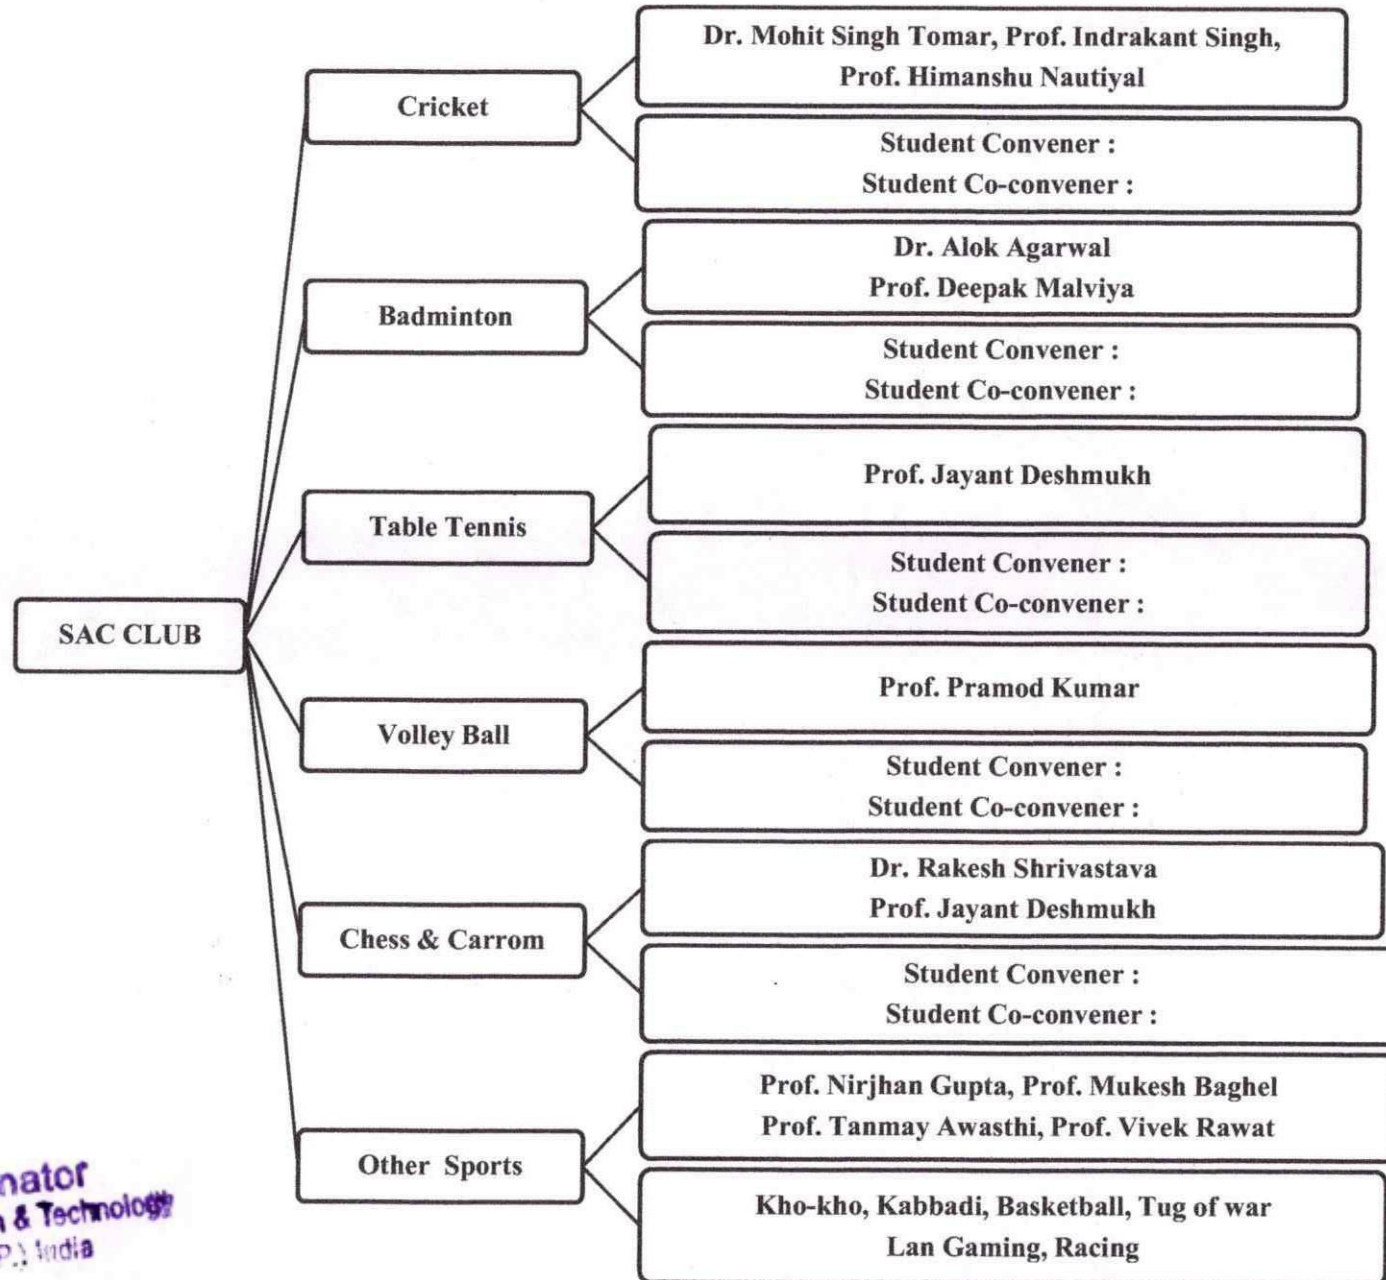 Dr. Mohit Singh Tomar, Prof. Indrakant Singh,
Prof. Himanshu Nautiyal
Cricket
Student Convener :
Student Co-convener :
Dr. Alok Agarwal
Prof. Deepak Malviya
Badminton
Student Convener :
Student Co-convener :
Prof. Jayant Deshmukh
Table Tennis
Student Convener :
Student Co-convener :
SAC CLUB
Prof. Pramod Kumar
Volley Ball
Student Convener :
Student Co-convener :
Dr. Rakesh Shrivastava
Prof. Jayant Deshmukh
Chess & Carrom
Student Convener :
Student Co-convener :
Prof. Nirjhan Gupta, Prof. Mukesh Baghel
Prof. Tanmay Awasthi, Prof. Vivek Rawat
Other Sports
Kho-kho, Kabbadi, Basketball, Tug of war
Lan Gaming, Racing
& Technology
India